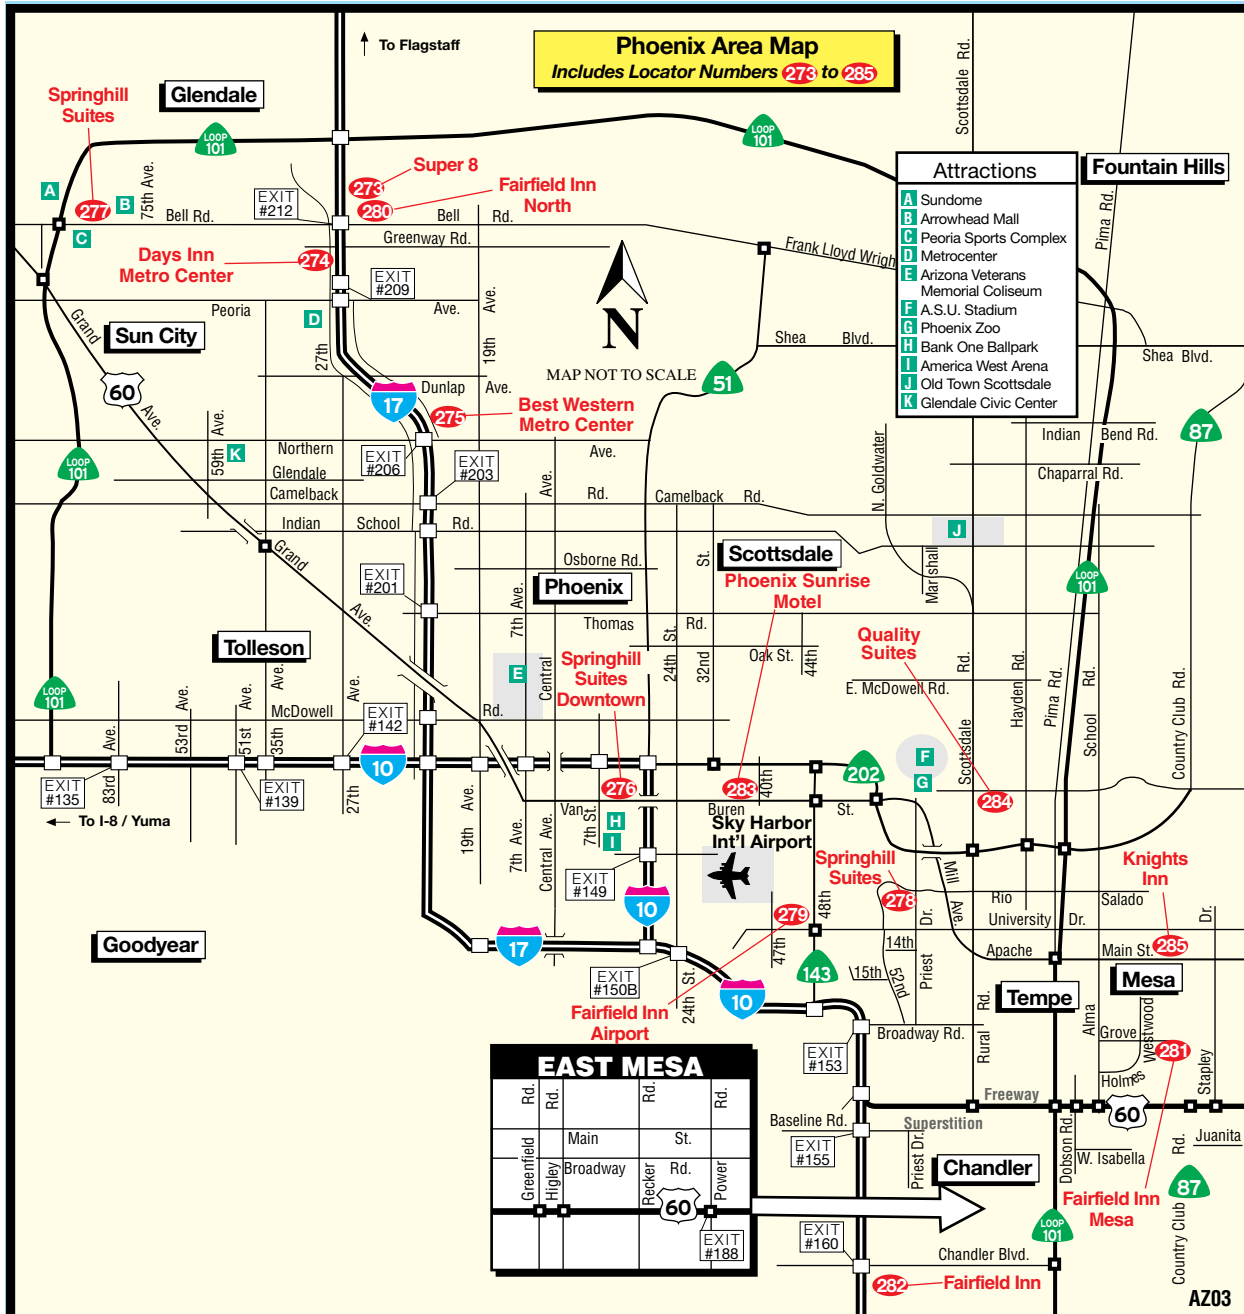 To Flagstaff
Phoenix Area Map
Includes Locator Numbers 273 to 285
Scottsdale Rd.
Glendale
Springhill
Suites
277
LOOP
101
LOOP
101
Fountain Hills
Pima Rd.
Attractions
A Sundome
B Arrowhead Mall
C Peoria Sports Complex
D Metrocenter
E Arizona Veterans
Memorial Coliseum
F A.S.U. Stadium
G Phoenix Zoo
H Bank One Ballpark
I America West Arena
J Old Town Scottsdale
K Glendale Civic Center
A
B
C
75th Ave.
273
Super 8
280
Fairfield Inn
North
EXIT
#212
Bell Rd.
Bell Rd.
Greenway Rd.
Frank Lloyd Wrigh
Days Inn
Metro Center
274
EXIT
#209
N
MAP NOT TO SCALE
Peoria Ave.
D
Grand Ave.
Sun City
60
27th
19th Ave.
Shea Blvd.
Shea Blvd.
51
Dunlap Ave.
17
275
Best Western
Metro Center
87
Indian Bend Rd.
Chaparral Rd.
N. Goldwater
59th Ave.
K
Northern Ave.
Glendale
Camelback Rd.
Camelback Rd.
EXIT
#206
EXIT
#203
LOOP
101
Indian School Rd.
Grand Ave.
Osborne Rd.
7th Ave.
Ave.
Central
St.
Scottsdale
Phoenix Sunrise
Motel
J
Marshall
EXIT
#201
Phoenix
Thomas Rd.
LOOP
101
Tolleson
E
Springhill
Suites
Downtown
24th St.
32nd
Oak St.
44th
Quality
Suites
E. McDowell Rd.
Scottsdale Rd.
Hayden Rd.
Pima Rd.
School Rd.
Country Club Rd.
LOOP
101
McDowell Rd.
83rd Ave.
53rd Ave.
51st Ave.
35th Ave.
27th Ave.
EXIT
#142
EXIT
#135
EXIT
#139
10
To I-8 / Yuma
19th Ave.
7th Ave.
Central Ave.
Van Buren St.
7th St.
276
283
40th
202
F
G
284
H
I
Sky Harbor
Int'l Airport
EXIT
#149
10
Springhill
Suites
278
Mill Ave.
Knights
Inn
285
Rio Salado
University Dr.
Apache
Main St.
Dr.
Goodyear
17
EXIT
#150B
24th St.
279
47th
48th
143
14th
15th
52nd
Priest Dr.
10
Fairfield Inn
Airport
Tempe
Mesa
Rural Rd.
Alma
Grove
Westwood
281
Stapley
Holmes
EXIT
#153
Broadway Rd.
Freeway
Superstition
60
Baseline Rd.
EXIT
#155
Priest Dr.
Dobson Rd.
W. Isabella
Juanita
Rd.
EAST MESA
Greenfield Rd.
Higley Rd.
Recker Rd.
Power Rd.
Main St.
Broadway Rd.
60
EXIT
#188
Chandler
Fairfield Inn
Mesa
87
Country Club
LOOP
101
EXIT
#160
Chandler Blvd.
282
Fairfield Inn
AZ03